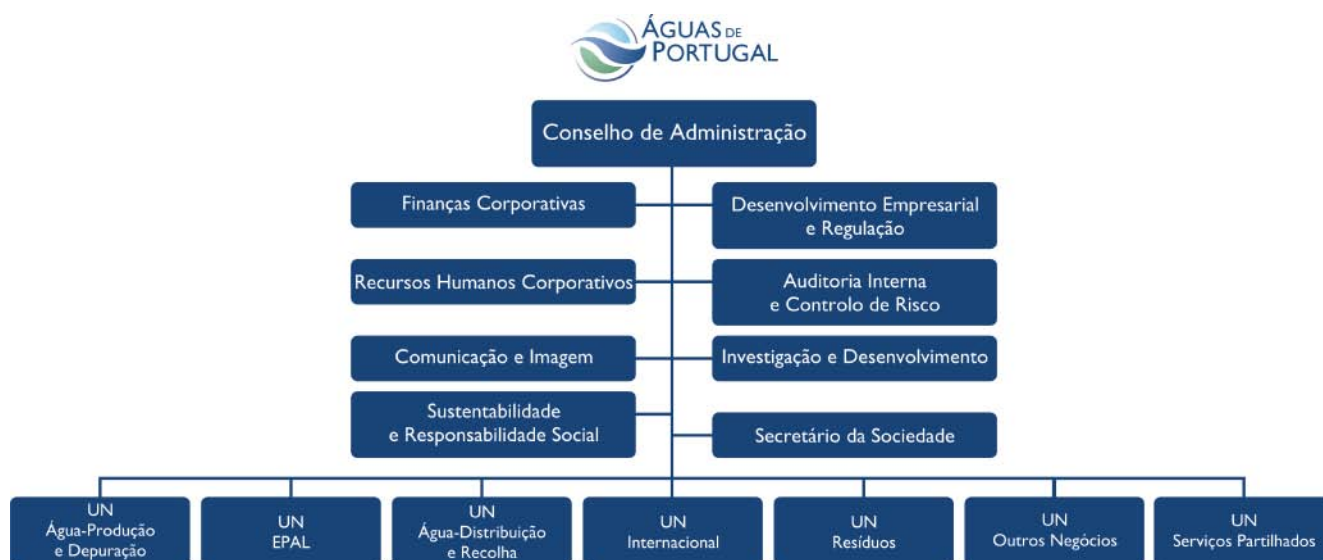 ÁGUAS DE
PORTUGAL
Conselho de Administração
Finanças Corporativas
Desenvolvimento Empresarial
e Regulação
Recursos Humanos Corporativos
Auditoria Interna
e Controlo de Risco
Comunicação e Imagem
Investigação e Desenvolvimento
Sustentabilidade
e Responsabilidade Social
Secretário da Sociedade
UN
Água-Produção
e Depuração
UN
EPAL
UN
Água-Distribuição
e Recolha
UN
Internacional
UN
Resíduos
UN
Outros Negócios
UN
Serviços Partilhados